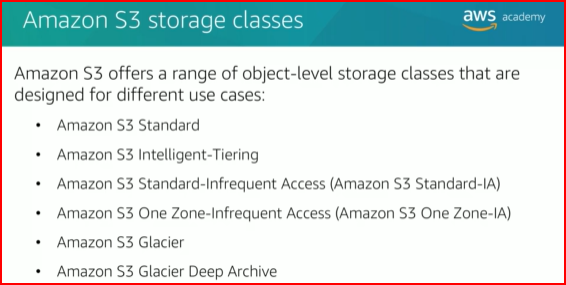 Amazon S3 storage classes
aws academy
Amazon S3 offers a range of object-level storage classes that are
designed for different use cases:
• Amazon S3 Standard
• Amazon S3 Intelligent-Tiering
• Amazon S3 Standard-Infrequent Access (Amazon S3 Standard-IA)
• Amazon S3 One Zone-Infrequent Access (Amazon S3 One Zone-IA)
• Amazon S3 Glacier
• Amazon S3 Glacier Deep Archive